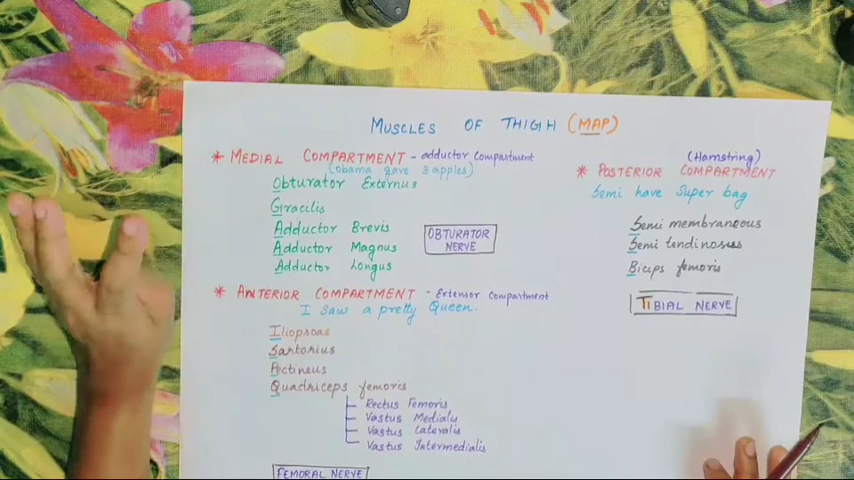 MUSCLES OF THIGH (MAP)
* MEDIAL COMPARTMENT - adductor compartment
(obama gave 3 apples)
Obturator Externus
Gracilis
Adductor Brevis
Adductor Magnus
Adductor Longus
OBTURATOR
NERVE
* ANTERIOR COMPARTMENT - Extensor compartment
I saw a pretty Queen.
Iliopsoas
Sartorius
Pectineus
Quadriceps femoris
Rectus Femoris
Vastus Medialis
Vastus Lateralis
Vastus Intermedialis
FEMORAL NERVE
(Hamstring)
* POSTERIOR COMPARTMENT
Semi have Super bag
Semi membranoous
Semi tendinosus
Biceps femoris
TIBIAL NERVE